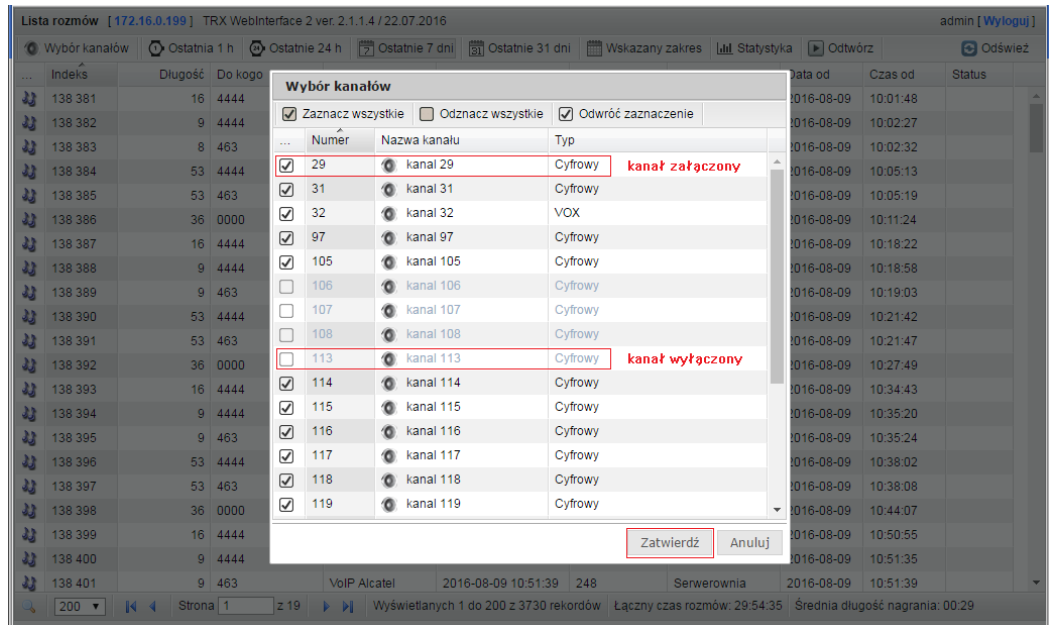 Lista rozmów [ 172.16.0.199 ] TRX WebInterface 2 ver. 2.1.1.4 / 22.07.2016 admin [ Wyloguj ]
Wybór kanałów Ostatnia 1 h Ostatnie 24 h Ostatnie 7 dni Ostatnie 31 dni Wskazany zakres Statystyka Odtwórz Odśwież
... Indeks Długość Do kogo Data od Czas od Status
Wybór kanałów
Zaznacz wszystkie Odznacz wszystkie Odwróć zaznaczenie
... Numer Nazwa kanału Typ
29 kanal 29 Cyfrowy kanał załączony
31 kanal 31 Cyfrowy
32 kanal 32 VOX
97 kanal 97 Cyfrowy
105 kanal 105 Cyfrowy
106 kanal 106 Cyfrowy
107 kanal 107 Cyfrowy
108 kanal 108 Cyfrowy
113 kanal 113 Cyfrowy kanał wyłączony
114 kanal 114 Cyfrowy
115 kanal 115 Cyfrowy
116 kanal 116 Cyfrowy
117 kanal 117 Cyfrowy
118 kanal 118 Cyfrowy
119 kanal 119 Cyfrowy
Zatwierdź Anuluj
138 381 16 4444 2016-08-09 10:01:48
138 382 9 4444 2016-08-09 10:02:27
138 383 8 463 2016-08-09 10:02:32
138 384 53 4444 2016-08-09 10:05:13
138 385 53 463 2016-08-09 10:05:19
138 386 36 0000 2016-08-09 10:11:24
138 387 16 4444 2016-08-09 10:18:22
138 388 9 4444 2016-08-09 10:18:58
138 389 9 463 2016-08-09 10:19:03
138 390 53 4444 2016-08-09 10:21:42
138 391 53 463 2016-08-09 10:21:47
138 392 36 0000 2016-08-09 10:27:49
138 393 16 4444 2016-08-09 10:34:43
138 394 9 4444 2016-08-09 10:35:20
138 395 9 463 2016-08-09 10:35:24
138 396 53 4444 2016-08-09 10:38:02
138 397 53 463 2016-08-09 10:38:08
138 398 36 0000 2016-08-09 10:44:07
138 399 16 4444 2016-08-09 10:50:55
138 400 9 4444 2016-08-09 10:51:35
138 401 9 463 VoIP Alcatel 2016-08-09 10:51:39 248 Serwerownia 2016-08-09 10:51:39
200 Strona 1 z 19 Wyświetlanych 1 do 200 z 3730 rekordów Łączny czas rozmów: 29:54:35 Średnia długość nagrania: 00:29